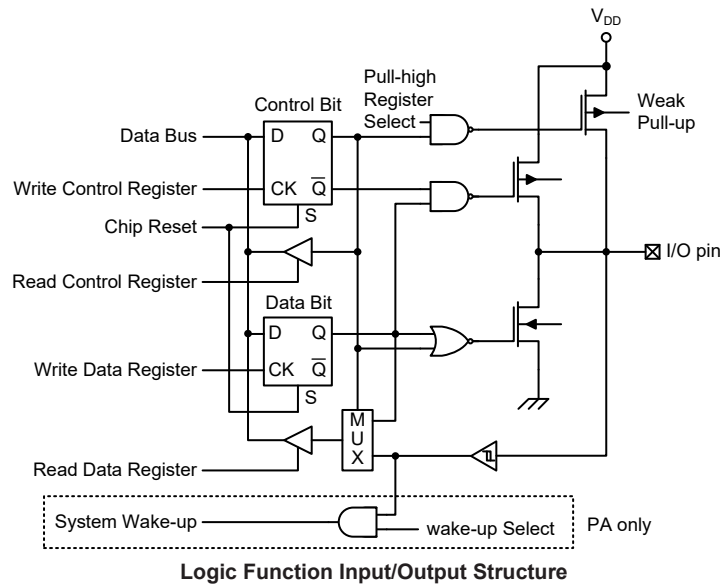 V_DD
Pull-high
Register
Select
Control Bit
Weak
Pull-up
Data Bus
D
Q
Write Control Register
CK
Q̅
S
Chip Reset
I/O pin
Read Control Register
Data Bit
D
Q
Write Data Register
CK
Q̅
S
M
U
X
Read Data Register
System Wake-up
wake-up Select
PA only
Logic Function Input/Output Structure